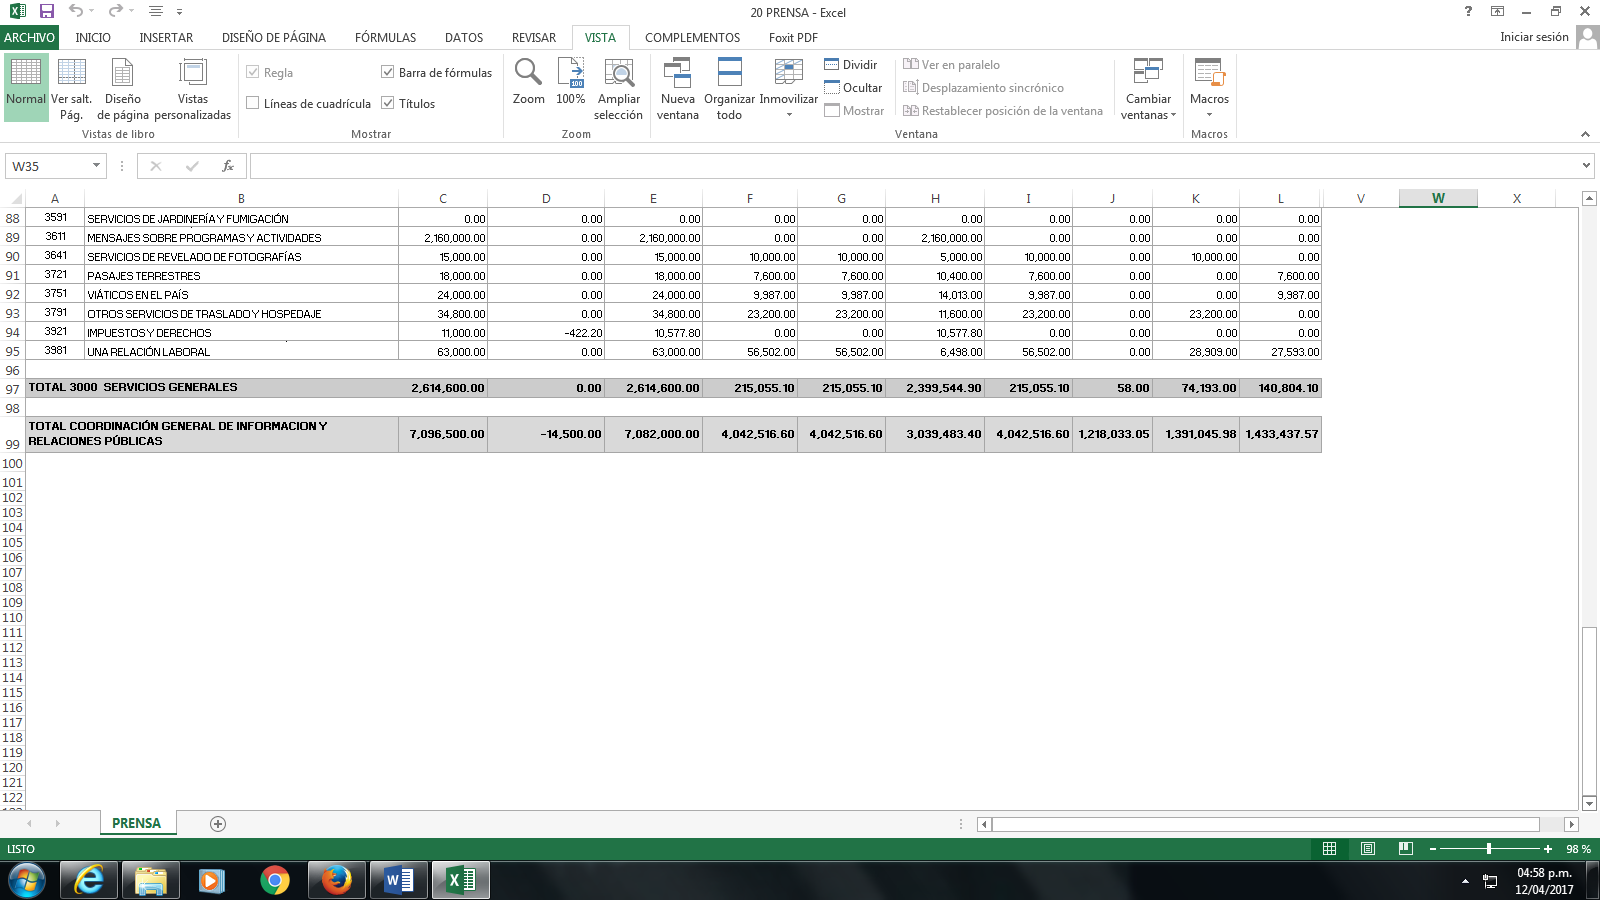 20 PRENSA - Excel
ARCHIVO INICIO INSERTAR DISEÑO DE PÁGINA FÓRMULAS DATOS REVISAR VISTA COMPLEMENTOS Foxit PDF Iniciar sesión
Normal Ver salt. Pág. Diseño de página Vistas personalizadas
Vistas de libro
Regla Barra de fórmulas
Líneas de cuadrícula Títulos
Mostrar
Zoom 100% Ampliar selección
Zoom
Nueva ventana Organizar todo Inmovilizar
Dividir
Ocultar
Mostrar
Ver en paralelo
Desplazamiento sincrónico
Restablecer posición de la ventana
Cambiar ventanas
Ventana
Macros
Macros
W35 fx
A B C D E F G H I J K L V W X
88 3591 SERVICIOS DE JARDINERÍA Y FUMIGACIÓN 0.00 0.00 0.00 0.00 0.00 0.00 0.00 0.00 0.00 0.00
89 3611 MENSAJES SOBRE PROGRAMAS Y ACTIVIDADES 2,160,000.00 0.00 2,160,000.00 0.00 0.00 2,160,000.00 0.00 0.00 0.00 0.00
90 3641 SERVICIOS DE REVELADO DE FOTOGRAFÍAS 15,000.00 0.00 15,000.00 10,000.00 10,000.00 5,000.00 10,000.00 0.00 10,000.00 0.00
91 3721 PASAJES TERRESTRES 18,000.00 0.00 18,000.00 7,600.00 7,600.00 10,400.00 7,600.00 0.00 0.00 7,600.00
92 3751 VIÁTICOS EN EL PAÍS 24,000.00 0.00 24,000.00 9,987.00 9,987.00 14,013.00 9,987.00 0.00 0.00 9,987.00
93 3791 OTROS SERVICIOS DE TRASLADO Y HOSPEDAJE 34,800.00 0.00 34,800.00 23,200.00 23,200.00 11,600.00 23,200.00 0.00 23,200.00 0.00
94 3921 IMPUESTOS Y DERECHOS 11,000.00 -422.20 10,577.80 0.00 0.00 10,577.80 0.00 0.00 0.00 0.00
95 3981 UNA RELACIÓN LABORAL 63,000.00 0.00 63,000.00 56,502.00 56,502.00 6,498.00 56,502.00 0.00 28,909.00 27,593.00
96
97 TOTAL 3000 SERVICIOS GENERALES 2,614,600.00 0.00 2,614,600.00 215,055.10 215,055.10 2,399,544.90 215,055.10 58.00 74,193.00 140,804.10
98
TOTAL COORDINACIÓN GENERAL DE INFORMACION Y
99 RELACIONES PÚBLICAS 7,096,500.00 -14,500.00 7,082,000.00 4,042,516.60 4,042,516.60 3,039,483.40 4,042,516.60 1,218,033.05 1,391,045.98 1,433,437.57
100
101
102
103
104
105
106
107
108
109
110
111
112
113
114
115
116
117
118
119
120
121
122
PRENSA
LISTO 98 %
04:58 p.m.
12/04/2017